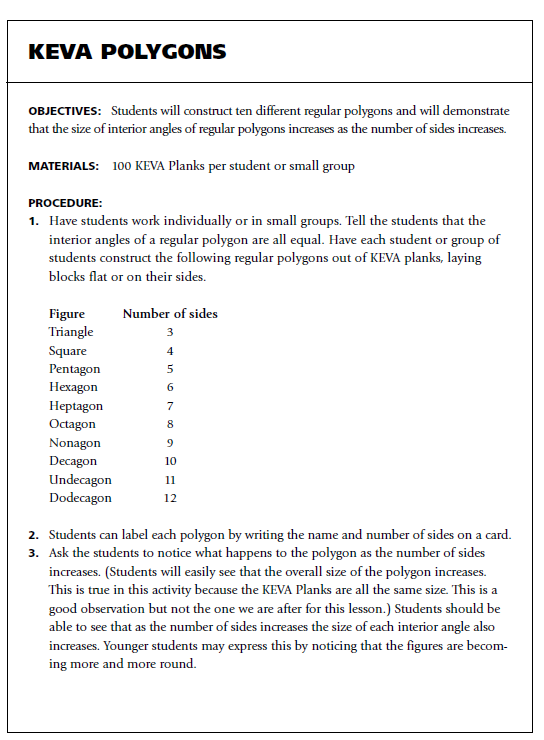 KEVA POLYGONS
OBJECTIVES: Students will construct ten different regular polygons and will demonstrate
that the size of interior angles of regular polygons increases as the number of sides increases.
MATERIALS: 100 KEVA Planks per student or small group
PROCEDURE:
1. Have students work individually or in small groups. Tell the students that the
interior angles of a regular polygon are all equal. Have each student or group of
students construct the following regular polygons out of KEVA planks, laying
blocks flat or on their sides.
Figure Number of sides
Triangle 3
Square 4
Pentagon 5
Hexagon 6
Heptagon 7
Octagon 8
Nonagon 9
Decagon 10
Undecagon 11
Dodecagon 12
2. Students can label each polygon by writing the name and number of sides on a card.
3. Ask the students to notice what happens to the polygon as the number of sides
increases. (Students will easily see that the overall size of the polygon increases.
This is true in this activity because the KEVA Planks are all the same size. This is a
good observation but not the one we are after for this lesson.) Students should be
able to see that as the number of sides increases the size of each interior angle also
increases. Younger students may express this by noticing that the figures are becom-
ing more and more round.